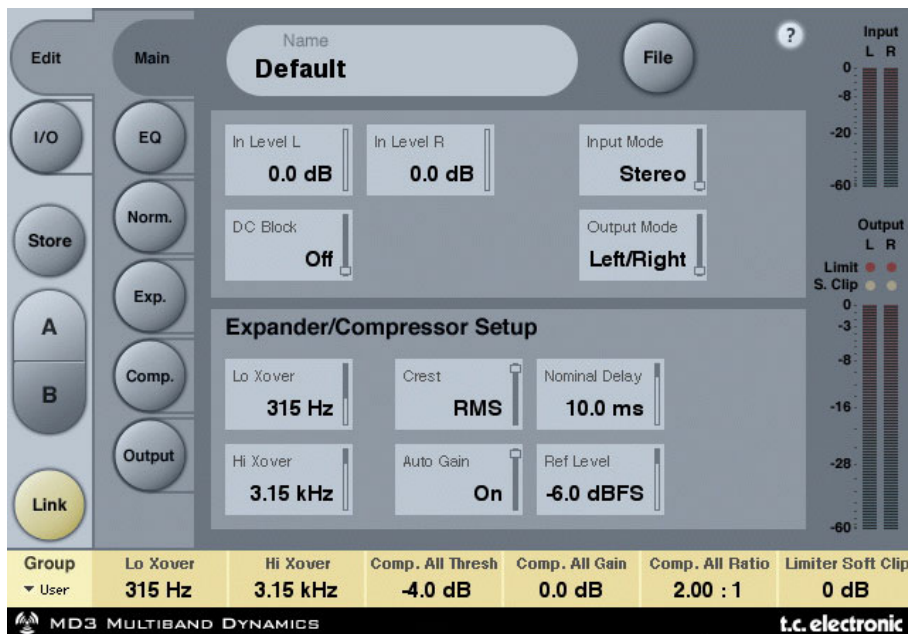 Edit
Main
Name
Default
File
?
Input
L R
0
-8
-20
-60
I/O
EQ
In Level L
0.0 dB
In Level R
0.0 dB
Input Mode
Stereo
Store
Norm.
DC Block
Off
Output Mode
Left/Right
Output
L R
Limit
S. Clip
0
-3
-8
-16
-28
-60
A
B
Exp.
Comp.
Output
Link
Expander/Compressor Setup
Lo Xover
315 Hz
Crest
RMS
Nominal Delay
10.0 ms
Hi Xover
3.15 kHz
Auto Gain
On
Ref Level
-6.0 dBFS
Group
User
Lo Xover
315 Hz
Hi Xover
3.15 kHz
Comp. All Thresh
-4.0 dB
Comp. All Gain
0.0 dB
Comp. All Ratio
2.00 : 1
Limiter Soft Clip
0 dB
MD3 MULTIBAND DYNAMICS
t.c. electronic